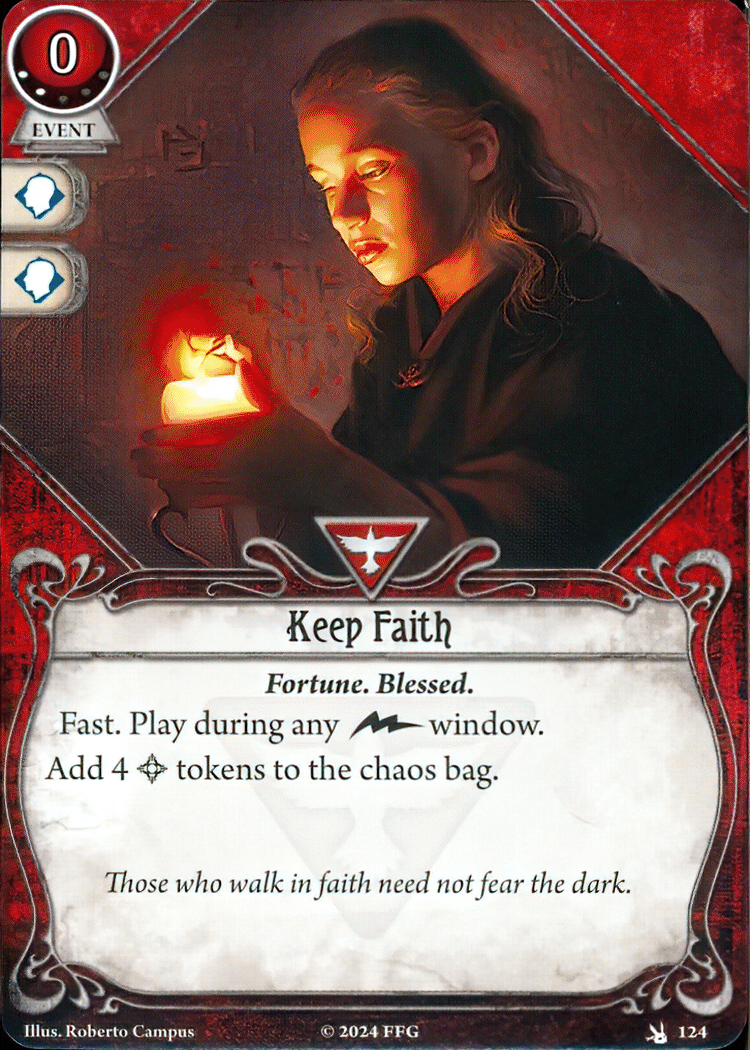 0
EVENT
Keep Faith
Fortune. Blessed.
Fast. Play during any window.
Add 4 tokens to the chaos bag.
Those who walk in faith need not fear the dark.
Illus. Roberto Campus
© 2024 FFG
124